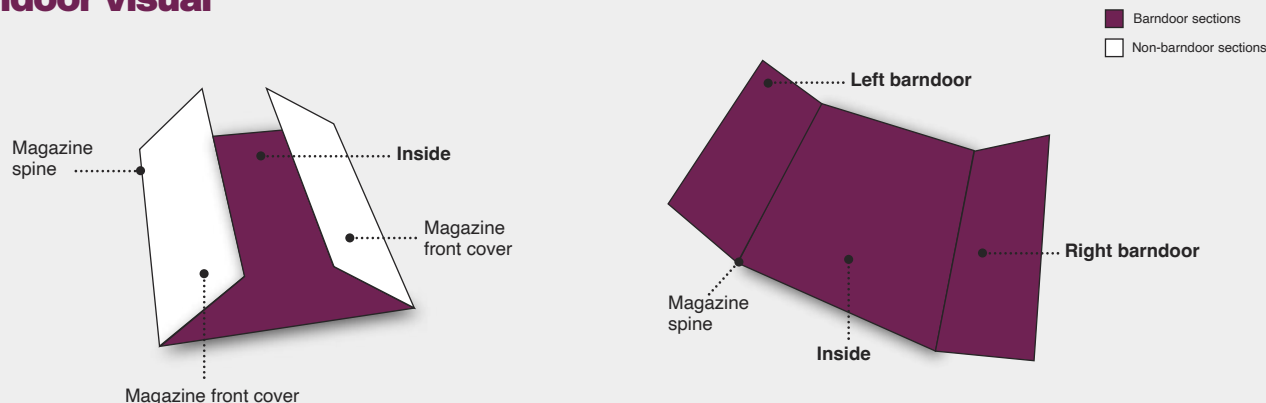 visual
Barndoor sections
Non-barndoor sections
Magazine
spine
Inside
Magazine
front cover
Magazine front cover
Left barndoor
Right barndoor
Magazine
spine
Inside